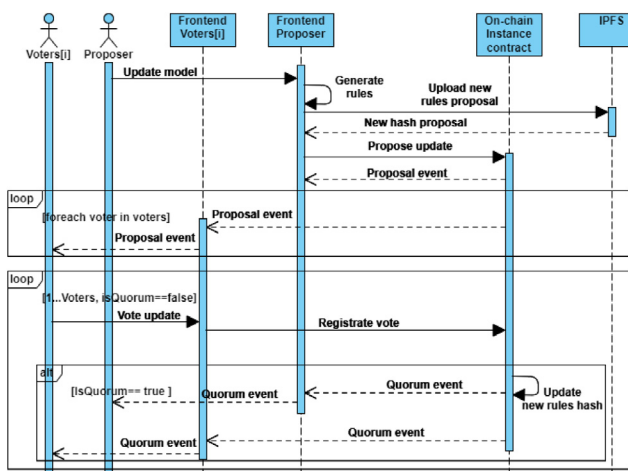 Voters[i]
Proposer
Frontend
Voters[i]
Frontend
Proposer
On-chain
Instance
contract
IPFS
Update model
Generate
rules
Upload new
rules proposal
New hash proposal
Propose update
Proposal event
loop
[foreach voter in voters]
Proposal event
Proposal event
loop
[1...Voters, isQuorum==false]
Vote update
Registrate vote
alt
[IsQuorum== true ]
Quorum event
Quorum event
Update
new rules hash
Quorum event
Quorum event